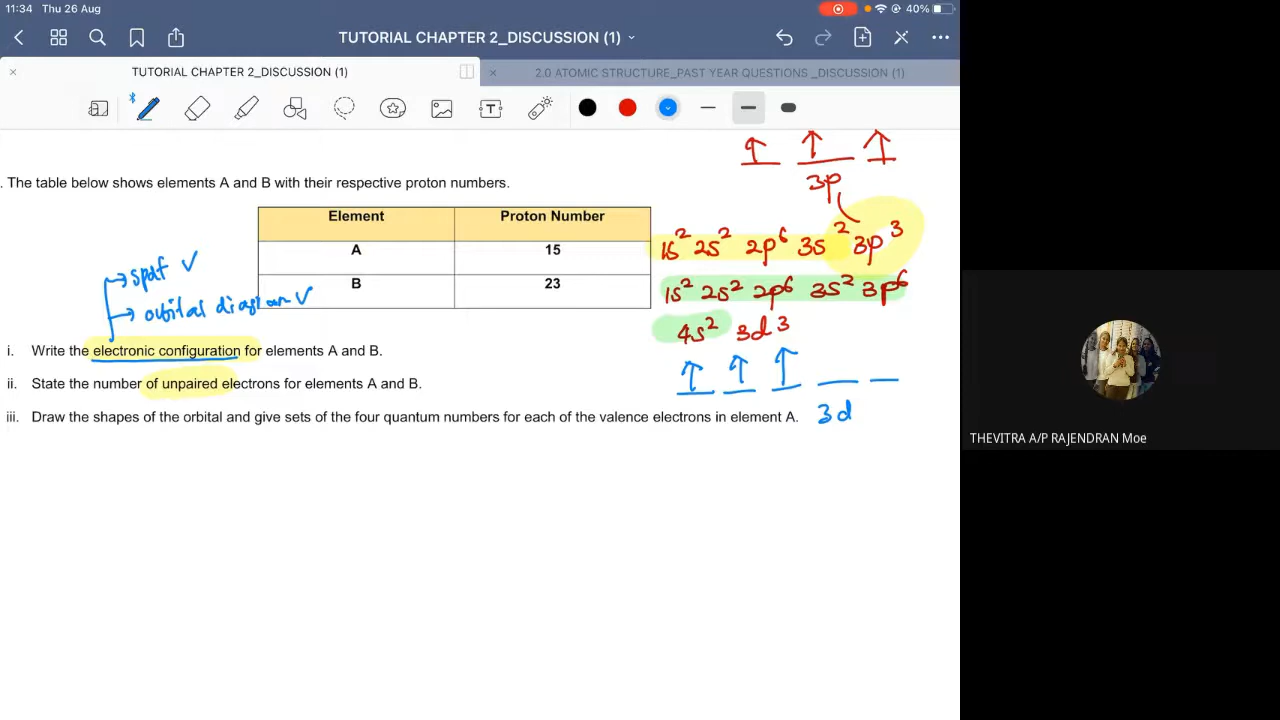 11:34 Thu 26 Aug 40%
TUTORIAL CHAPTER 2_DISCUSSION (1)
TUTORIAL CHAPTER 2_DISCUSSION (1)
2.0 ATOMIC STRUCTURE_PAST YEAR QUESTIONS _DISCUSSION (1)
3p
. The table below shows elements A and B with their respective proton numbers.
Element Proton Number
A 15
B 23
1s² 2s² 2p⁶ 3s² 3p³
1s² 2s² 2p⁶ 3s² 3p⁶
4s² 3d³
→ spdf ✓
→ orbital diagram ✓
i. Write the electronic configuration for elements A and B.
ii. State the number of unpaired electrons for elements A and B.
iii. Draw the shapes of the orbital and give sets of the four quantum numbers for each of the valence electrons in element A.
3d
THEVITRA A/P RAJENDRAN Moe